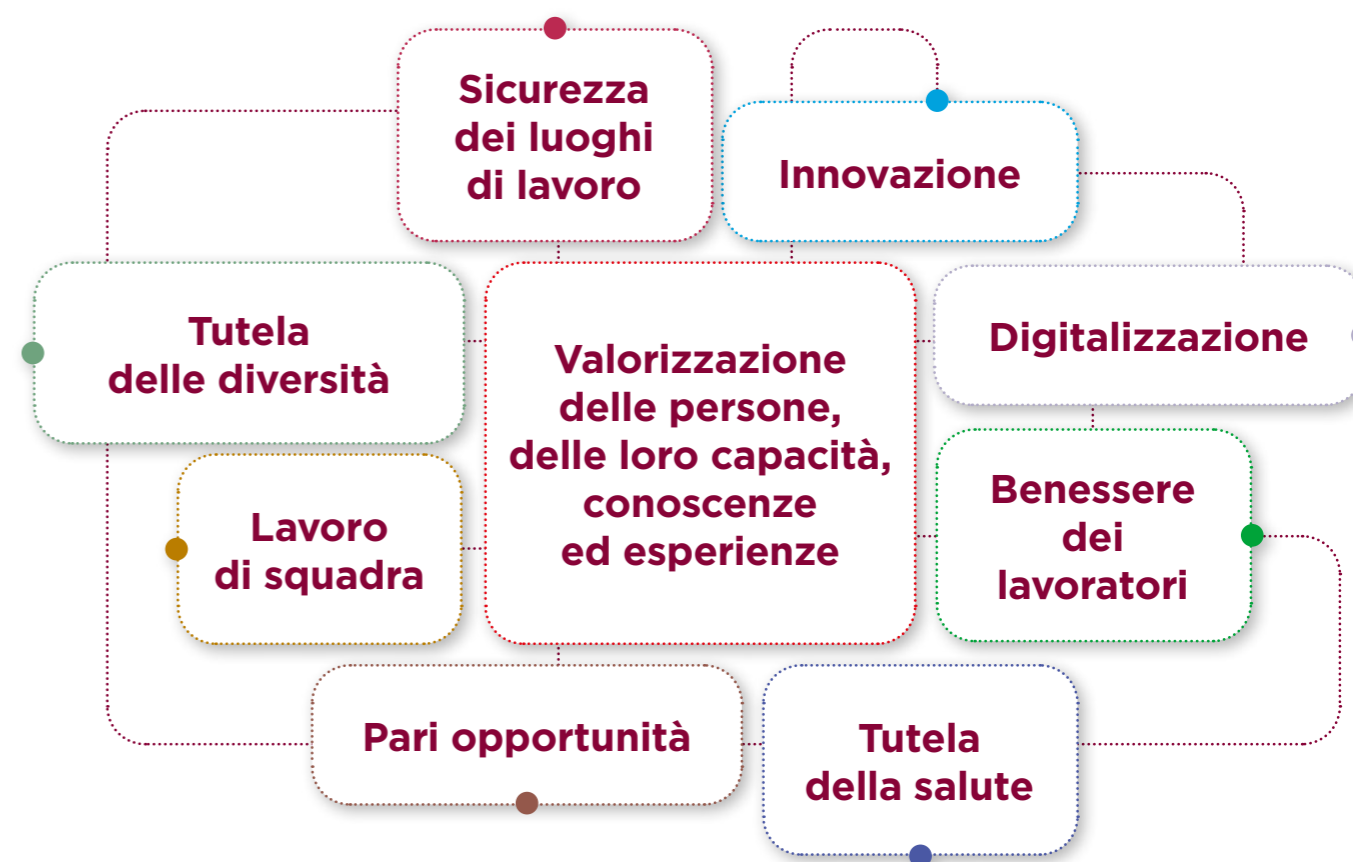 Sicurezza
dei luoghi
di lavoro
Innovazione
Tutela
delle diversità
Valorizzazione
delle persone,
delle loro capacità,
conoscenze
ed esperienze
Digitalizzazione
Lavoro
di squadra
Benessere
dei
lavoratori
Pari opportunità
Tutela
della salute